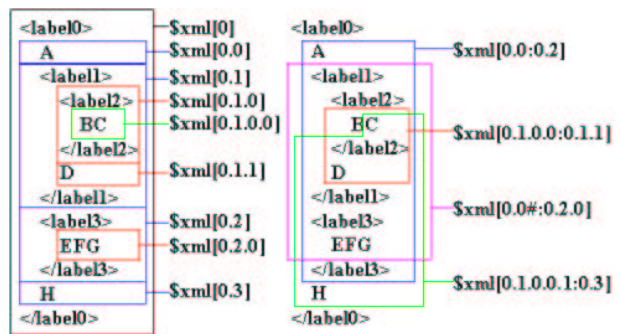 <label0>
A
<label1>
<label2>
BC
</label2>
D
</label1>
<label3>
EFG
</label3>
H
</label0>
$xml[0]
$xml[0.0]
$xml[0.1]
$xml[0.1.0]
$xml[0.1.0.0]
$xml[0.1.1]
$xml[0.2]
$xml[0.2.0]
$xml[0.3]
<label0>
A
<label1>
<label2>
BC
</label2>
D
</label1>
<label3>
EFG
</label3>
H
</label0>
$xml[0.0:0.2]
$xml[0.1.0.0:0.1.1]
$xml[0.0#:0.2.0]
$xml[0.1.0.0.1:0.3]